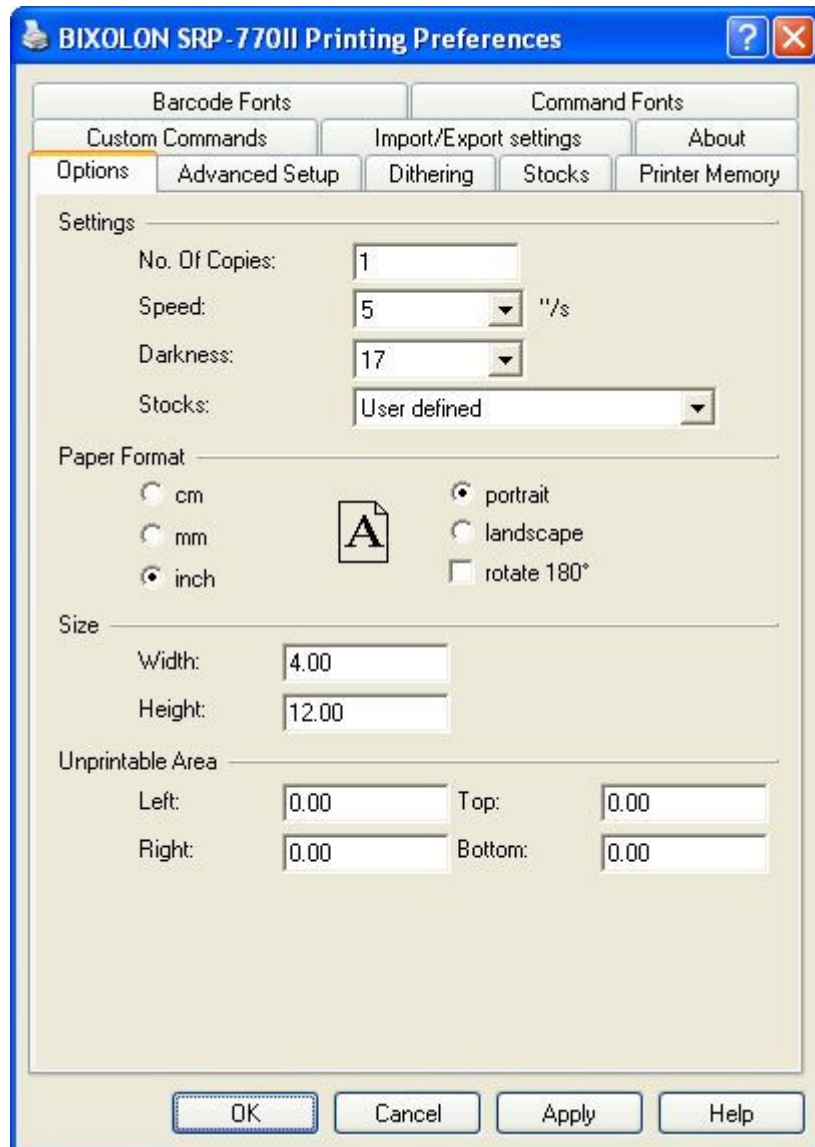 BIXOLON SRP-770II Printing Preferences
Barcode Fonts Command Fonts
Custom Commands Import/Export settings About
Options Advanced Setup Dithering Stocks Printer Memory
Settings
No. Of Copies: 1
Speed: 5 "/s
Darkness: 17
Stocks: User defined
Paper Format
cm A portrait
mm landscape
inch rotate 180°
Size
Width: 4.00
Height: 12.00
Unprintable Area
Left: 0.00 Top: 0.00
Right: 0.00 Bottom: 0.00
OK Cancel Apply Help